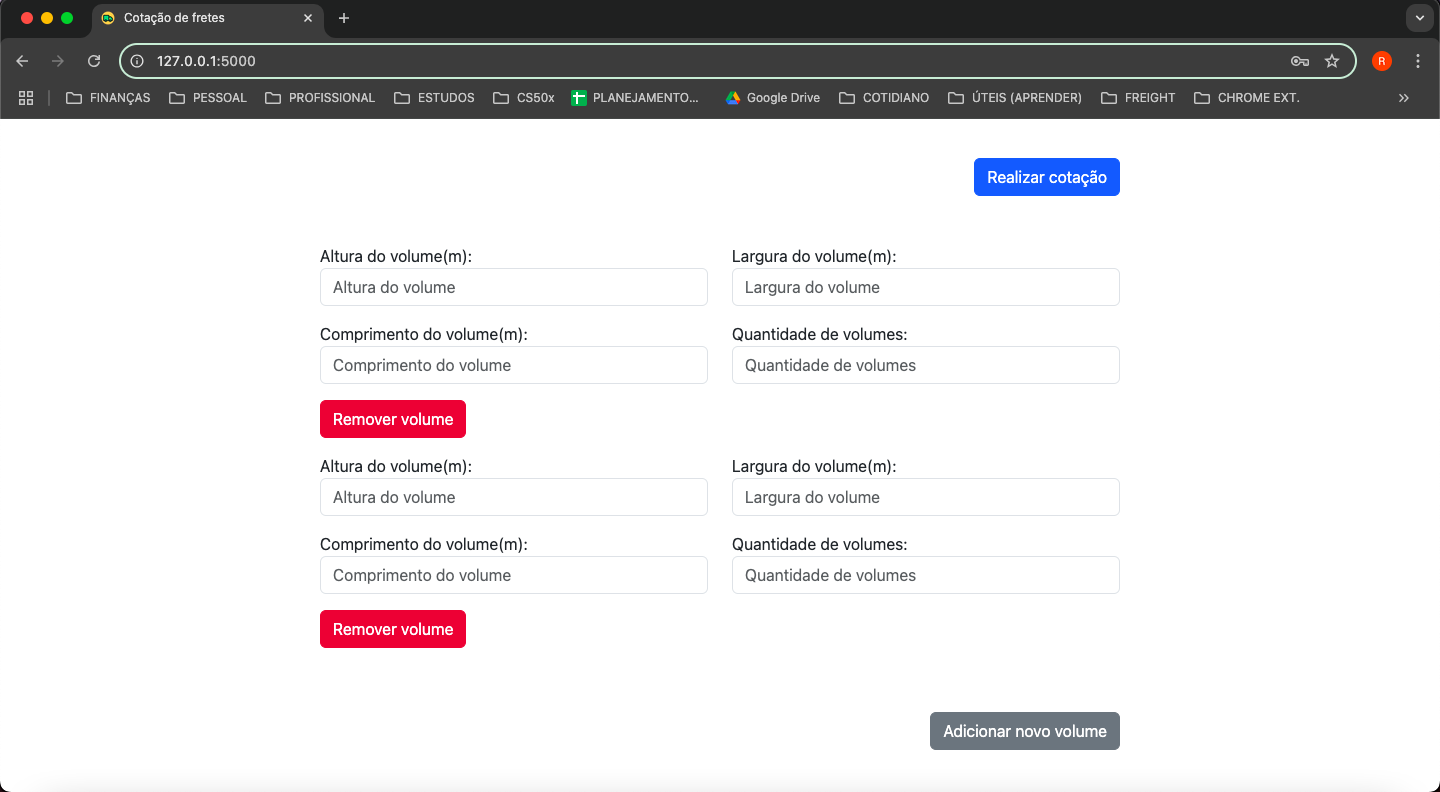 Cotação de fretes
127.0.0.1:5000
R
FINANÇAS PESSOAL PROFISSIONAL ESTUDOS CS50x PLANEJAMENTO... Google Drive COTIDIANO ÚTEIS (APRENDER) FREIGHT CHROME EXT.
Realizar cotação
Altura do volume(m): Largura do volume(m):
Altura do volume Largura do volume
Comprimento do volume(m): Quantidade de volumes:
Comprimento do volume Quantidade de volumes
Remover volume
Altura do volume(m): Largura do volume(m):
Altura do volume Largura do volume
Comprimento do volume(m): Quantidade de volumes:
Comprimento do volume Quantidade de volumes
Remover volume
Adicionar novo volume